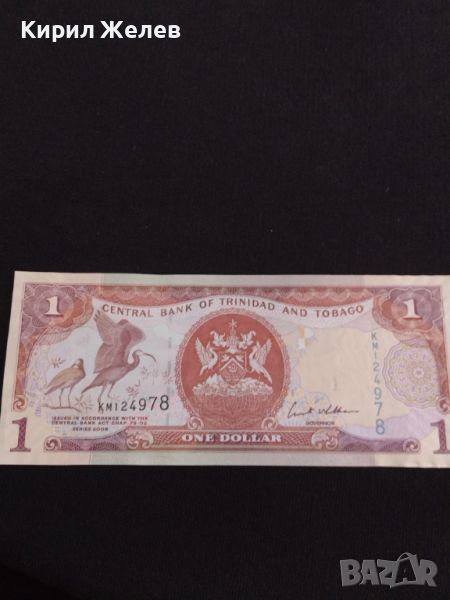 Кирил Желев
1
CENTRAL BANK OF TRINIDAD AND TOBAGO
1
KM124978
KM124978
ISSUED IN ACCORDANCE WITH THE
CENTRAL BANK ACT CHAP. 79:02
SERIES 2006
GOVERNOR
1
ONE DOLLAR
1
BAZAR